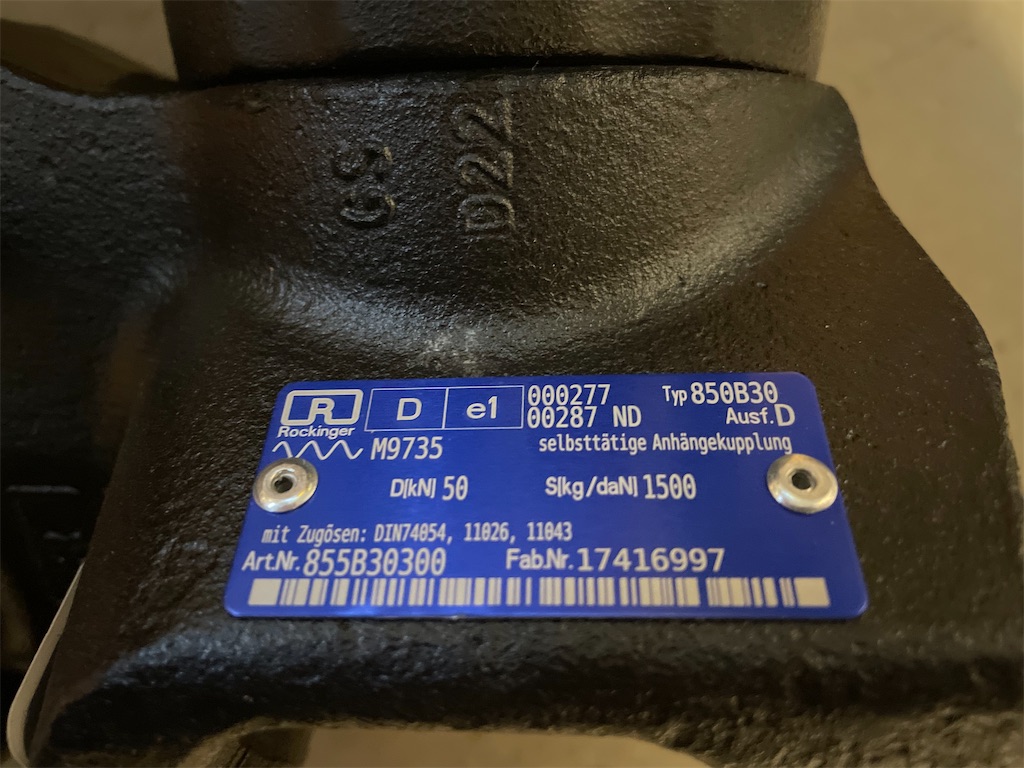 GS
D22
R
Rockinger
D
e1
000277
00287 ND
Typ 850B30
Ausf. D
M9735
selbsttätige Anhängekupplung
D[kN] 50
S[kg/daN] 1500
mit Zugösen: DIN74054, 11026, 11043
Art.Nr. 855B30300
Fab.Nr. 17416997